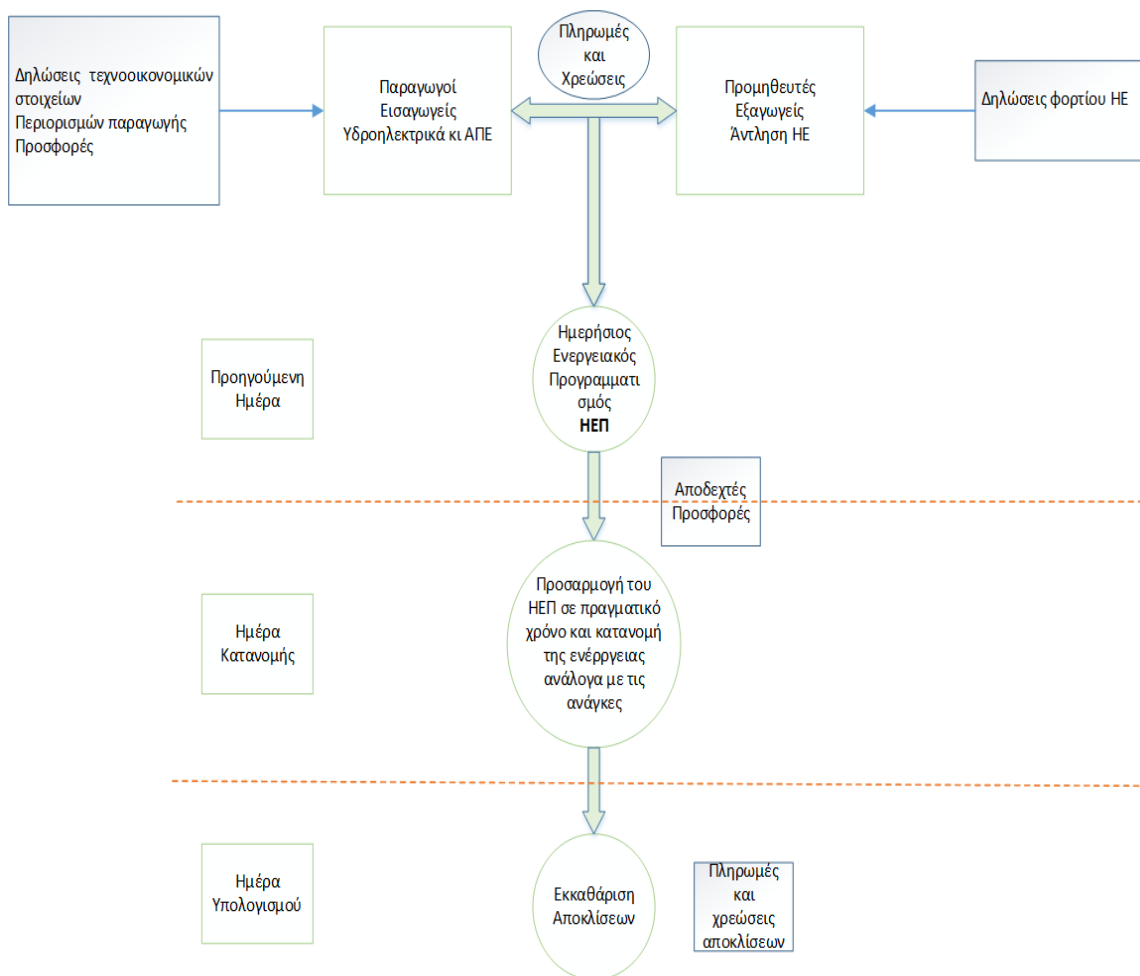 Δηλώσεις τεχνοοικονομικών
στοιχείων
Περιορισμών παραγωγής
Προσφορές
Παραγωγοί
Εισαγωγείς
Υδροηλεκτρικά κι ΑΠΕ
Πληρωμές
και
Χρεώσεις
Προμηθευτές
Εξαγωγείς
Άντληση ΗΕ
Δηλώσεις φορτίου ΗΕ
Προηγούμενη
Ημέρα
Ημερήσιος
Ενεργειακός
Προγραμματι
σμός
ΗΕΠ
Αποδεχτές
Προσφορές
Ημέρα
Κατανομής
Προσαρμογή του
ΗΕΠ σε πραγματικό
χρόνο και κατανομή
της ενέρργειας
ανάλογα με τις
ανάγκες
Ημέρα
Υπολογισμού
Εκκαθάριση
Αποκλίσεων
Πληρωμές
και
χρεώσεις
αποκλίσεων